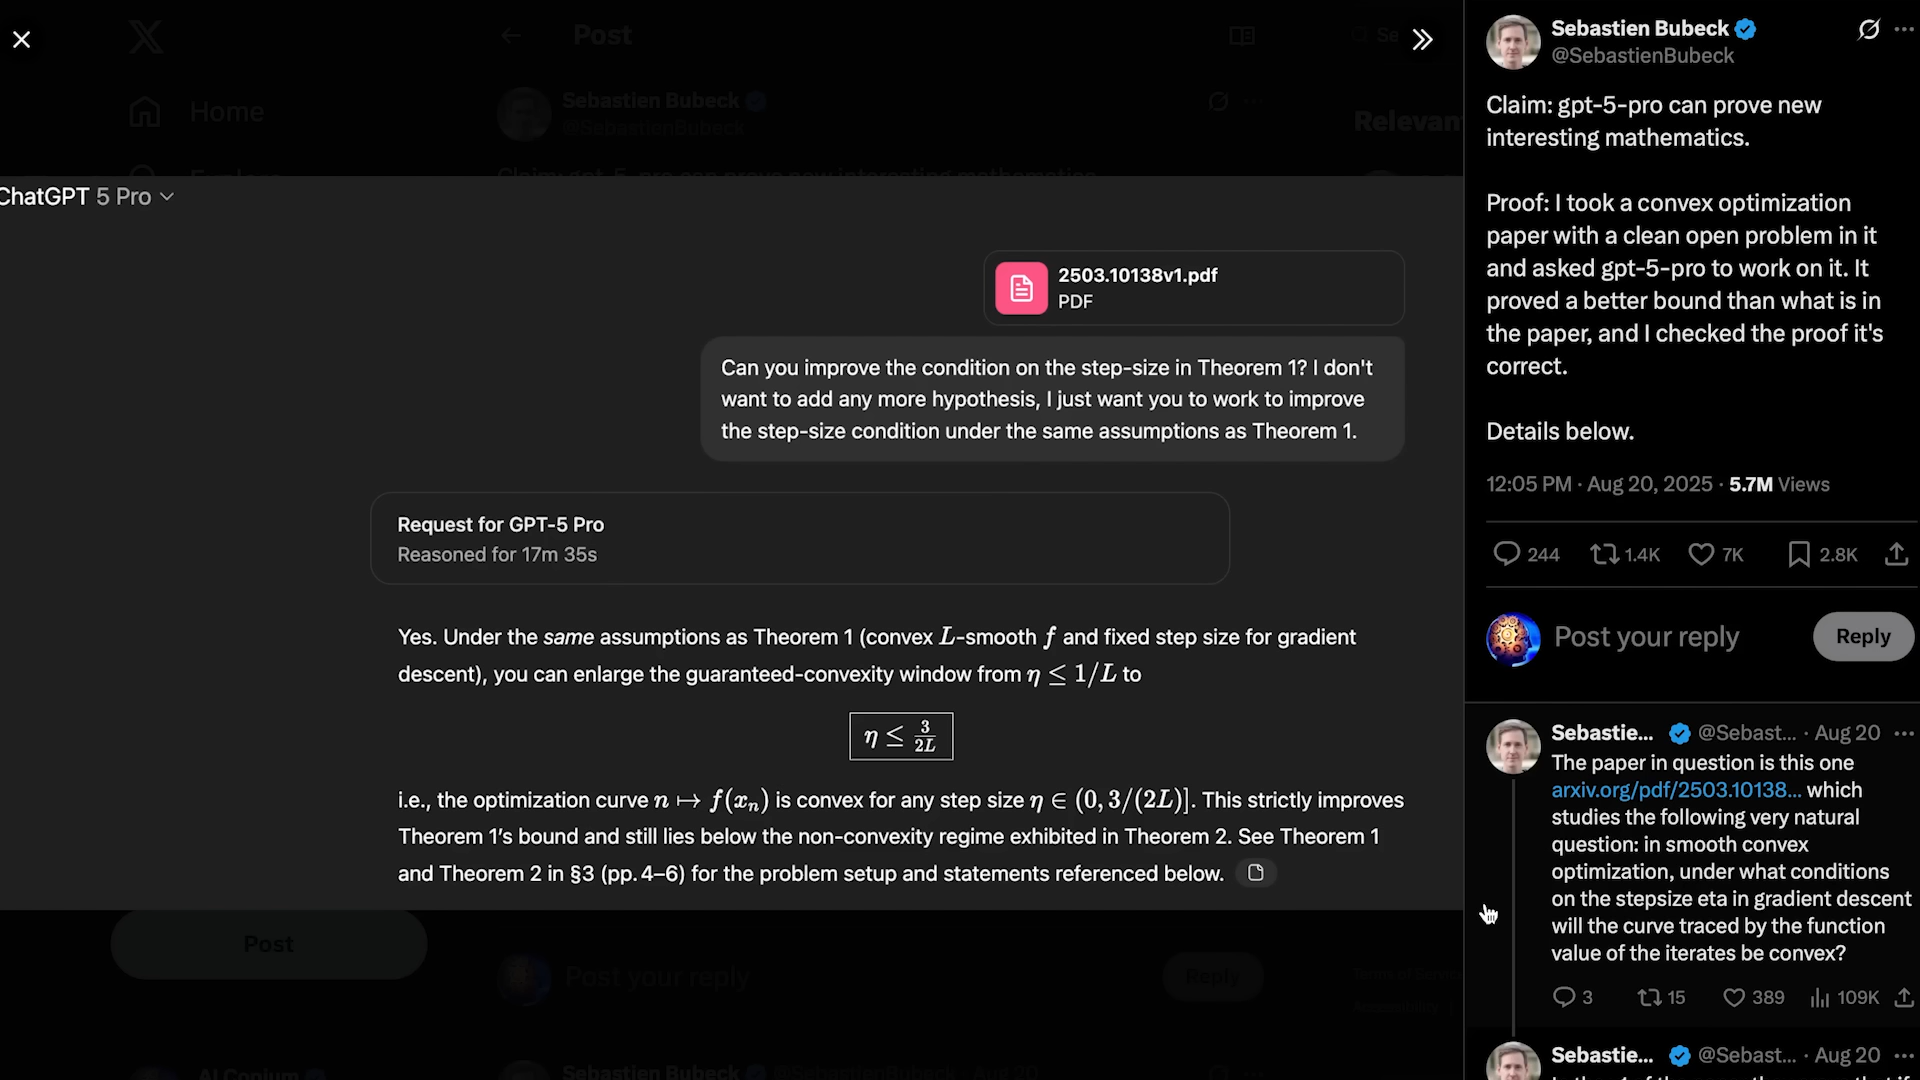 Post
Se
Home
Sebastien Bubeck
@SebastienBubeck
Relevan
ChatGPT 5 Pro
2503.10138v1.pdf
PDF
Can you improve the condition on the step-size in Theorem 1? I don't
want to add any more hypothesis, I just want you to work to improve
the step-size condition under the same assumptions as Theorem 1.
Request for GPT-5 Pro
Reasoned for 17m 35s
Yes. Under the same assumptions as Theorem 1 (convex L-smooth f and fixed step size for gradient
descent), you can enlarge the guaranteed-convexity window from η ≤ 1/L to
η ≤ 3/2L
i.e., the optimization curve n ↦ f(xₙ) is convex for any step size η ∈ (0, 3/(2L)]. This strictly improves
Theorem 1's bound and still lies below the non-convexity regime exhibited in Theorem 2. See Theorem 1
and Theorem 2 in §3 (pp. 4–6) for the problem setup and statements referenced below.
Post
Post your reply
Reply
AI Copium
Sebastien Bubeck
Sebastien Bubeck
@SebastienBubeck
Claim: gpt-5-pro can prove new
interesting mathematics.
Proof: I took a convex optimization
paper with a clean open problem in it
and asked gpt-5-pro to work on it. It
proved a better bound than what is in
the paper, and I checked the proof it's
correct.
Details below.
12:05 PM · Aug 20, 2025 · 5.7M Views
244 1.4K 7K 2.8K
Post your reply
Reply
Sebastie... @Sebast... · Aug 20
The paper in question is this one
arxiv.org/pdf/2503.10138... which
studies the following very natural
question: in smooth convex
optimization, under what conditions
on the stepsize eta in gradient descent
will the curve traced by the function
value of the iterates be convex?
3 15 389 109K
Sebastie... @Sebast... · Aug 20